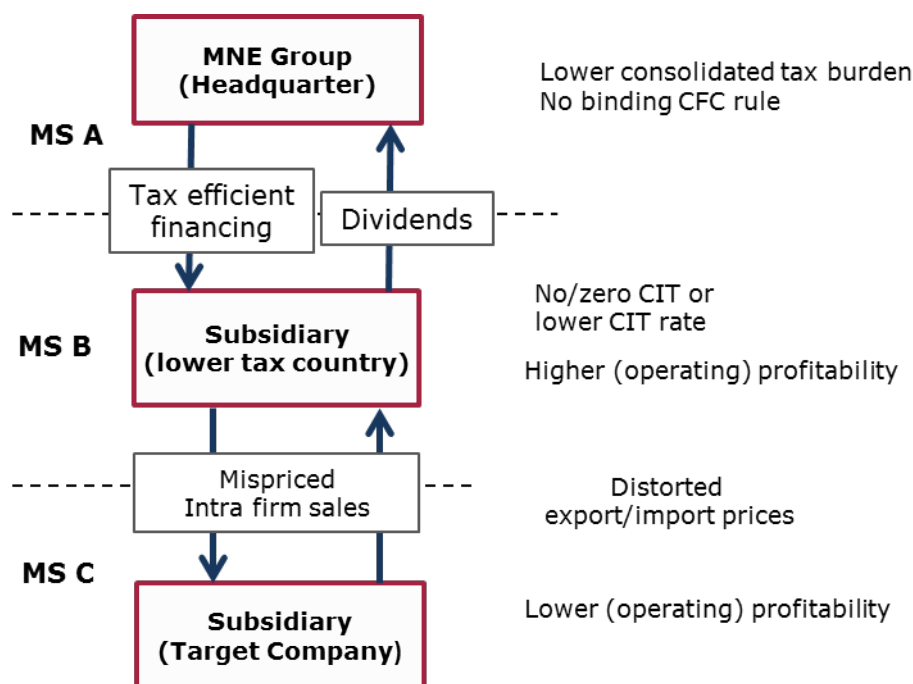 MNE Group
(Headquarter)
Lower consolidated tax burden
No binding CFC rule
MS A
Tax efficient
financing
Dividends
MS B
Subsidiary
(lower tax country)
No/zero CIT or
lower CIT rate
Higher (operating) profitability
Mispriced
Intra firm sales
Distorted
export/import prices
MS C
Subsidiary
(Target Company)
Lower (operating) profitability